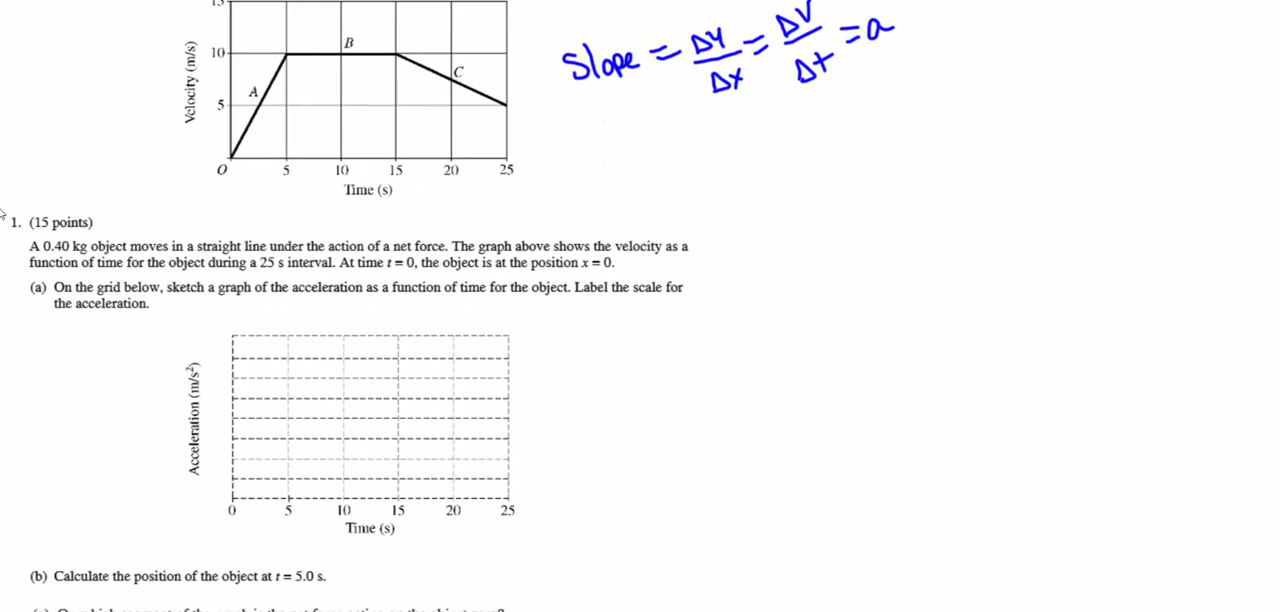 15
Velocity (m/s)
10
5
O
5 10 15 20 25
Time (s)
A
B
C
Slope = Δy/Δx = ΔV/Δt = a
1. (15 points)
A 0.40 kg object moves in a straight line under the action of a net force. The graph above shows the velocity as a
function of time for the object during a 25 s interval. At time t = 0, the object is at the position x = 0.
(a) On the grid below, sketch a graph of the acceleration as a function of time for the object. Label the scale for
the acceleration.
Acceleration (m/s²)
0 5 10 15 20 25
Time (s)
(b) Calculate the position of the object at t = 5.0 s.